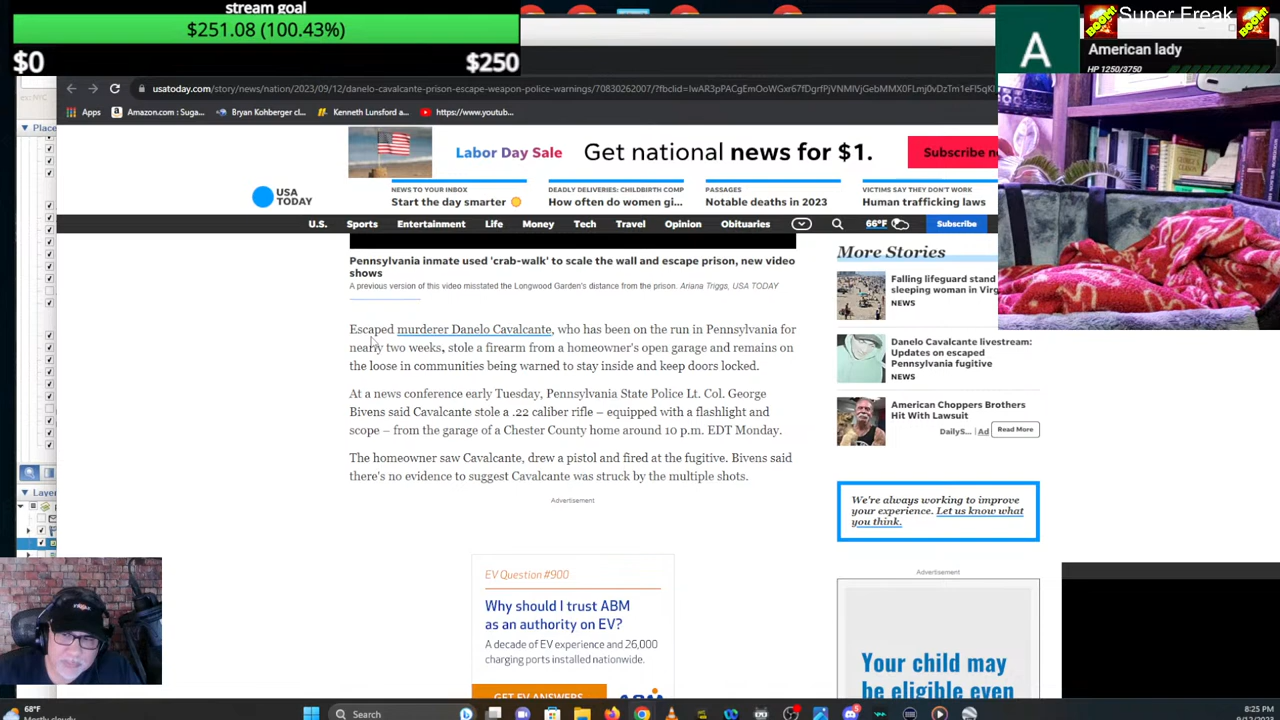 stream goal
$251.08 (100.43%)
$0
$250
Super Freak
A
American lady
HP 1250/3750
usatoday.com/story/news/nation/2023/09/12/danelo-cavalcante-prison-escape-weapon-police-warnings/70830262007/
Apps
Amazon.com : Suga...
Bryan Kohberger cl...
Kenneth Lunsford a...
https://www.youtub...
Labor Day Sale
Get national news for $1.
Subscribe
USA
TODAY
NEWS TO YOUR INBOX
Start the day smarter
DEADLY DELIVERIES: CHILDBIRTH COMP
How often do women gi...
PASSAGES
Notable deaths in 2023
VICTIMS SAY THEY DON'T WORK
Human trafficking laws
U.S.
Sports
Entertainment
Life
Money
Tech
Travel
Opinion
Obituaries
66°F
Subscribe
Place
Pennsylvania inmate used 'crab-walk' to scale the wall and escape prison, new video
shows
A previous version of this video misstated the Longwood Garden's distance from the prison. Ariana Triggs, USA TODAY
Escaped murderer Danelo Cavalcante, who has been on the run in Pennsylvania for
nearly two weeks, stole a firearm from a homeowner's open garage and remains on
the loose in communities being warned to stay inside and keep doors locked.
At a news conference early Tuesday, Pennsylvania State Police Lt. Col. George
Bivens said Cavalcante stole a .22 caliber rifle – equipped with a flashlight and
scope – from the garage of a Chester County home around 10 p.m. EDT Monday.
The homeowner saw Cavalcante, drew a pistol and fired at the fugitive. Bivens said
there's no evidence to suggest Cavalcante was struck by the multiple shots.
Advertisement
EV Question #900
Why should I trust ABM
as an authority on EV?
A decade of EV experience and 26,000
charging ports installed nationwide.
GET EV ANSWERS
More Stories
Falling lifeguard stand
sleeping woman in
NEWS
Danelo Cavalcante livestream:
Updates on escaped
Pennsylvania fugitive
NEWS
American Choppers Brothers
Hit With Lawsuit
DailyS... | Ad
Read More
We're always working to improve
your experience. Let us know what
you think.
Advertisement
Your child may
be eligible even
Layer
68°F
Mostly cloudy
Search
8:25 PM